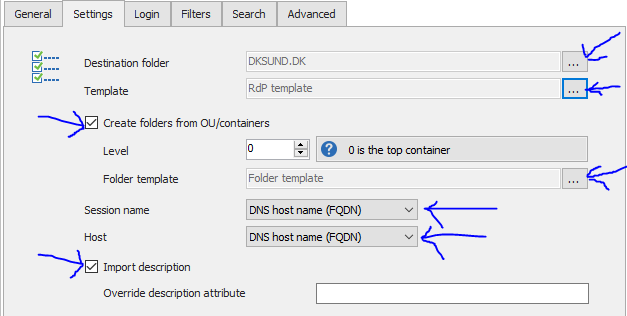 General Settings Login Filters Search Advanced
Destination folder DKSUND.DK ...
Template RdP template ...
Create folders from OU/containers
Level 0 ? 0 is the top container
Folder template Folder template ...
Session name DNS host name (FQDN)
Host DNS host name (FQDN)
Import description
Override description attribute